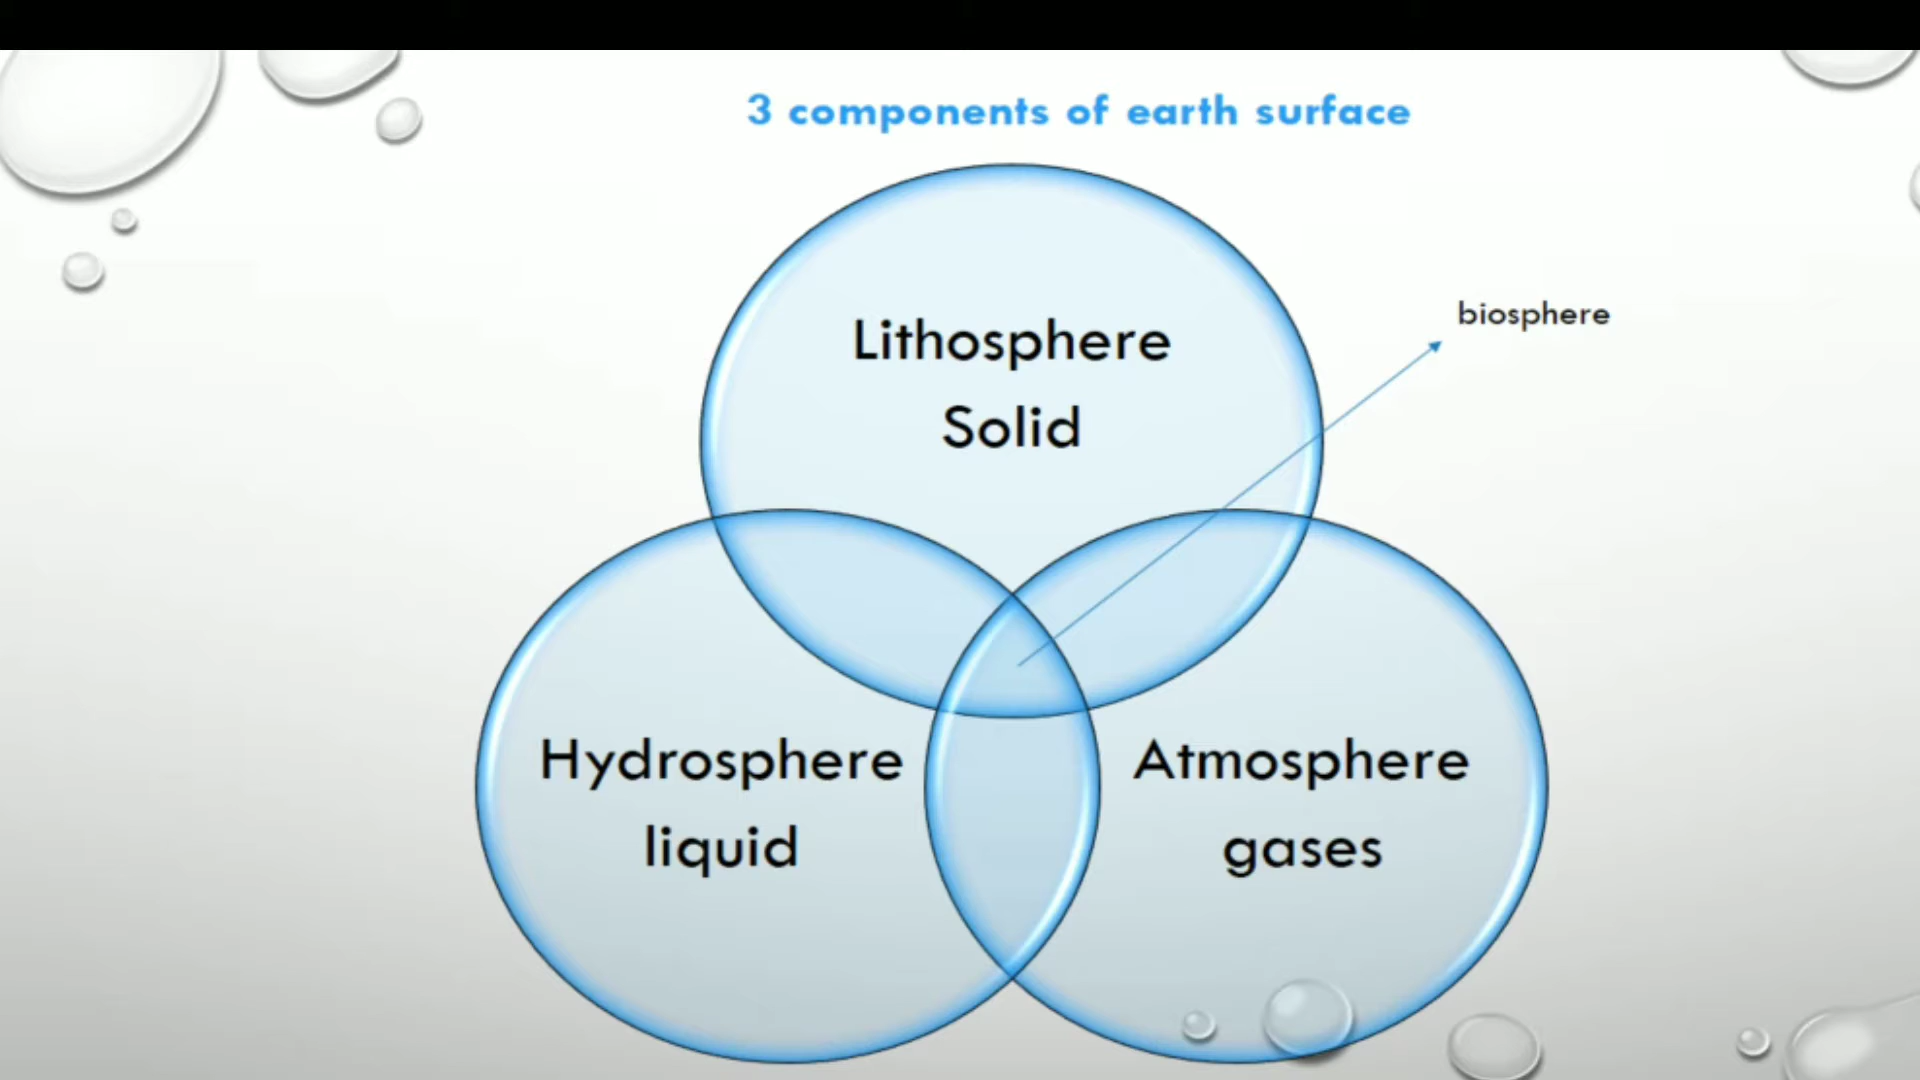 3 components of earth surface
Lithosphere
Solid
biosphere
Hydrosphere
liquid
Atmosphere
gases